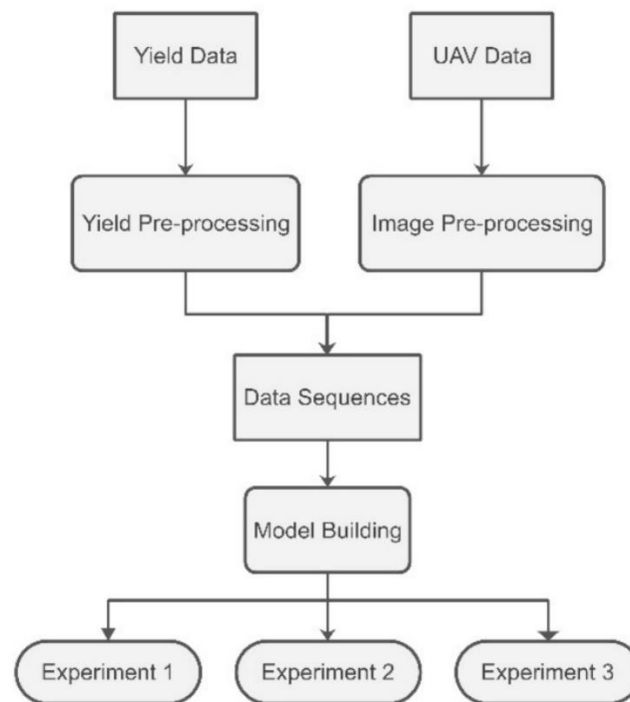 Yield Data
UAV Data
Yield Pre-processing
Image Pre-processing
Data Sequences
Model Building
Experiment 1
Experiment 2
Experiment 3